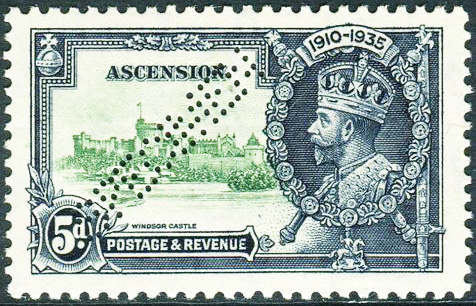 1910-1935
ASCENSION
WINDSOR CASTLE
5d.
POSTAGE & REVENUE